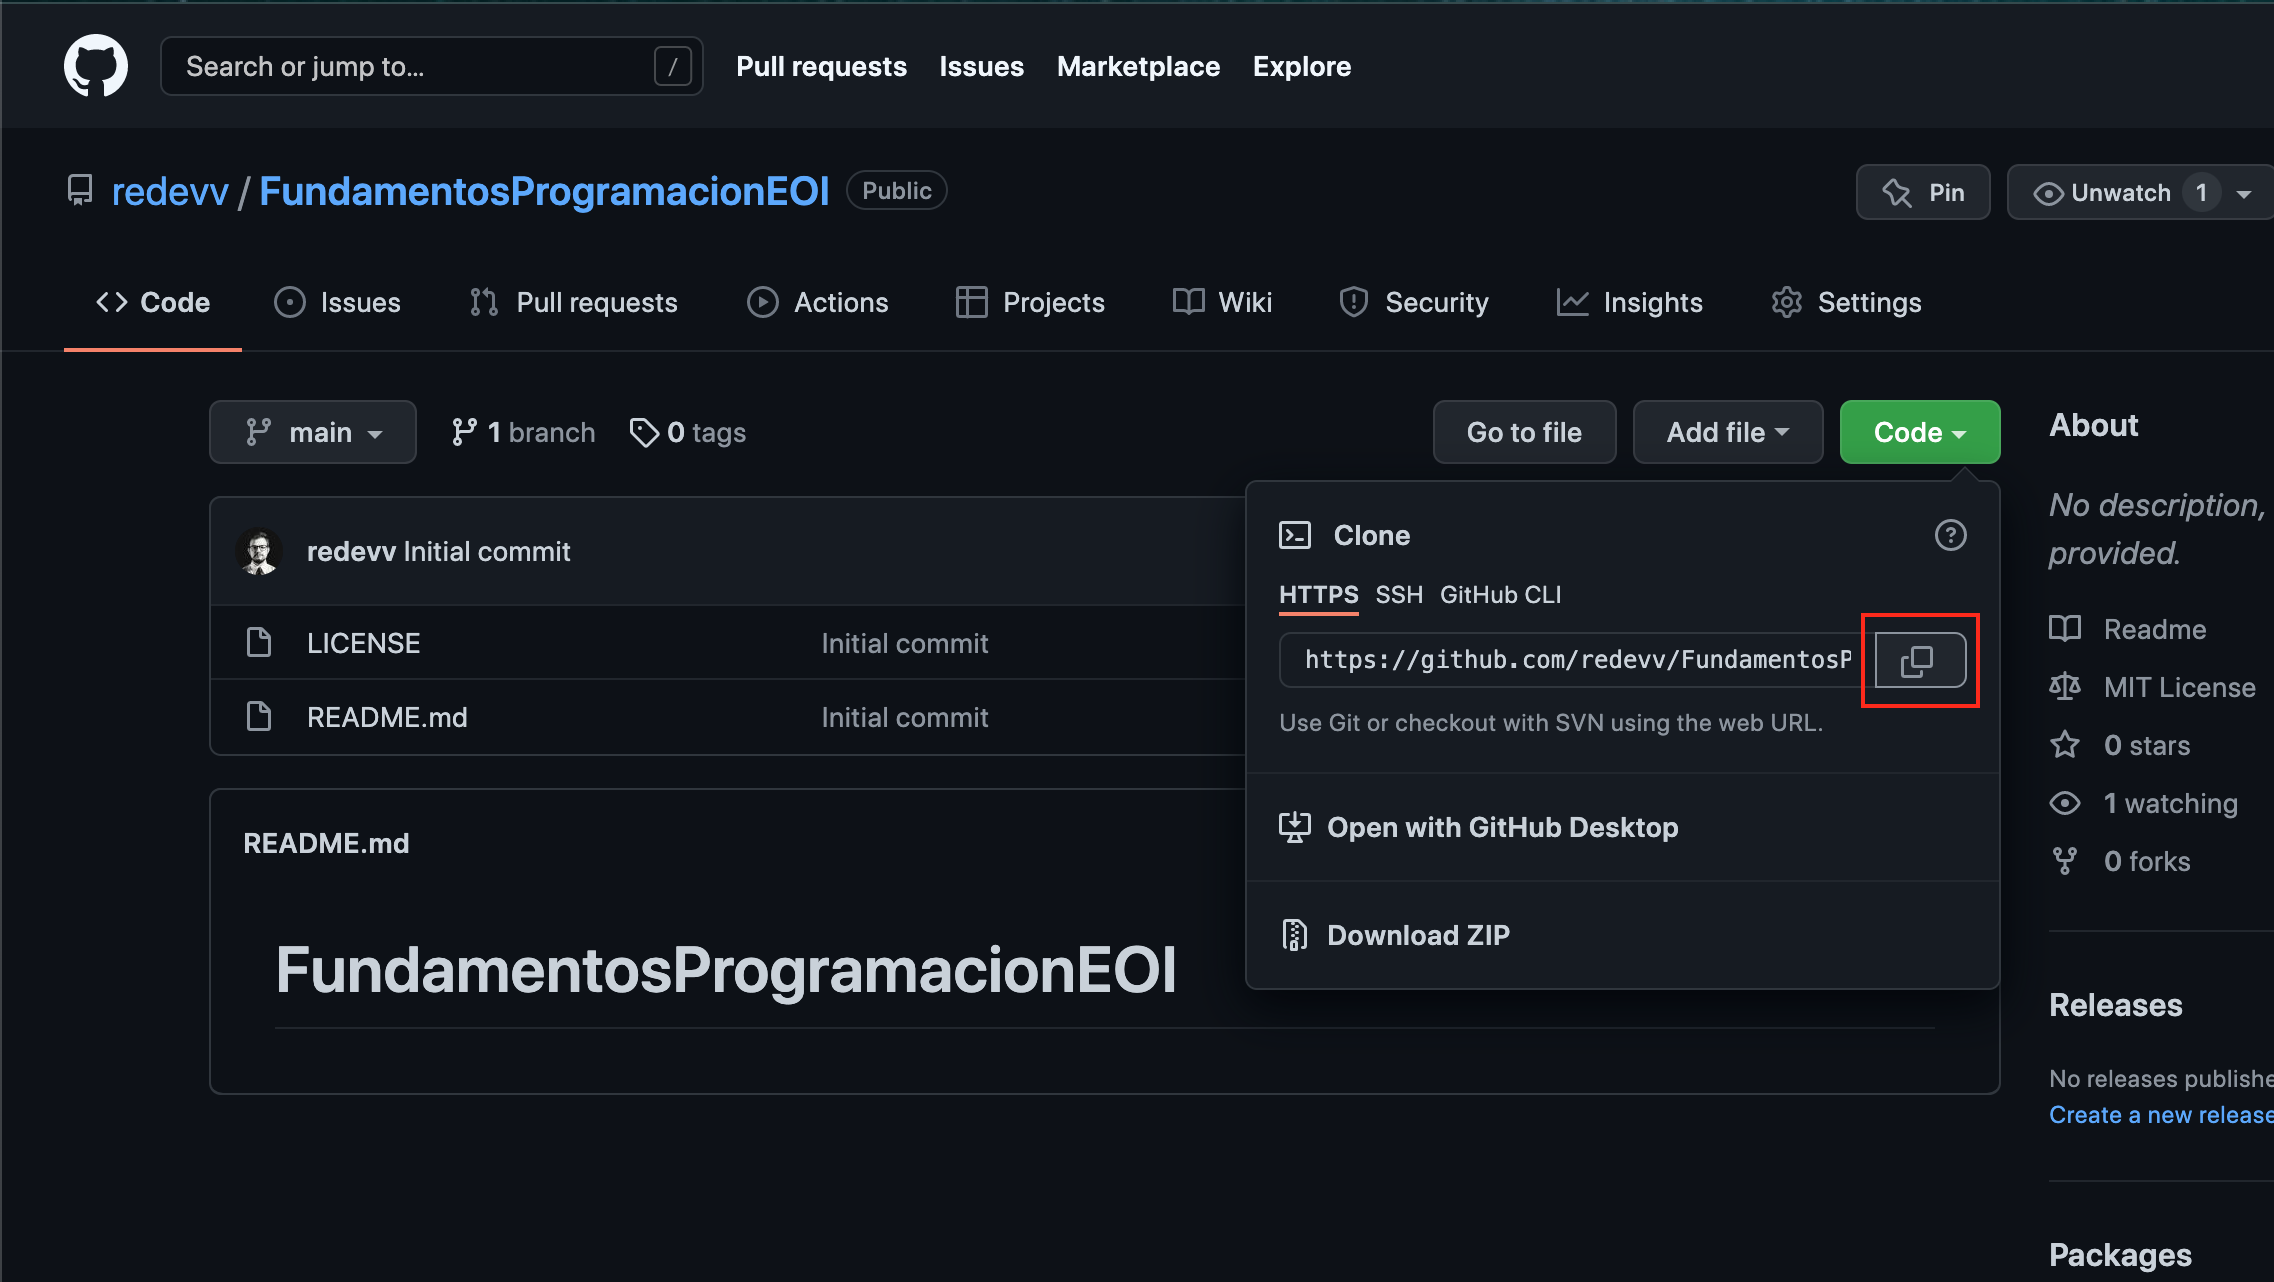 Search or jump to... /
Pull requests Issues Marketplace Explore
redevv / FundamentosProgramacionEOI Public
Pin
Unwatch 1
Code Issues Pull requests Actions Projects Wiki Security Insights Settings
main 1 branch 0 tags
Go to file Add file Code
redevv Initial commit
LICENSE Initial commit
README.md Initial commit
README.md
FundamentosProgramacionEOI
Clone
HTTPS SSH GitHub CLI
https://github.com/redevv/FundamentosP
Use Git or checkout with SVN using the web URL.
Open with GitHub Desktop
Download ZIP
About
No description,
provided.
Readme
MIT License
0 stars
1 watching
0 forks
Releases
No releases publishe
Create a new release
Packages